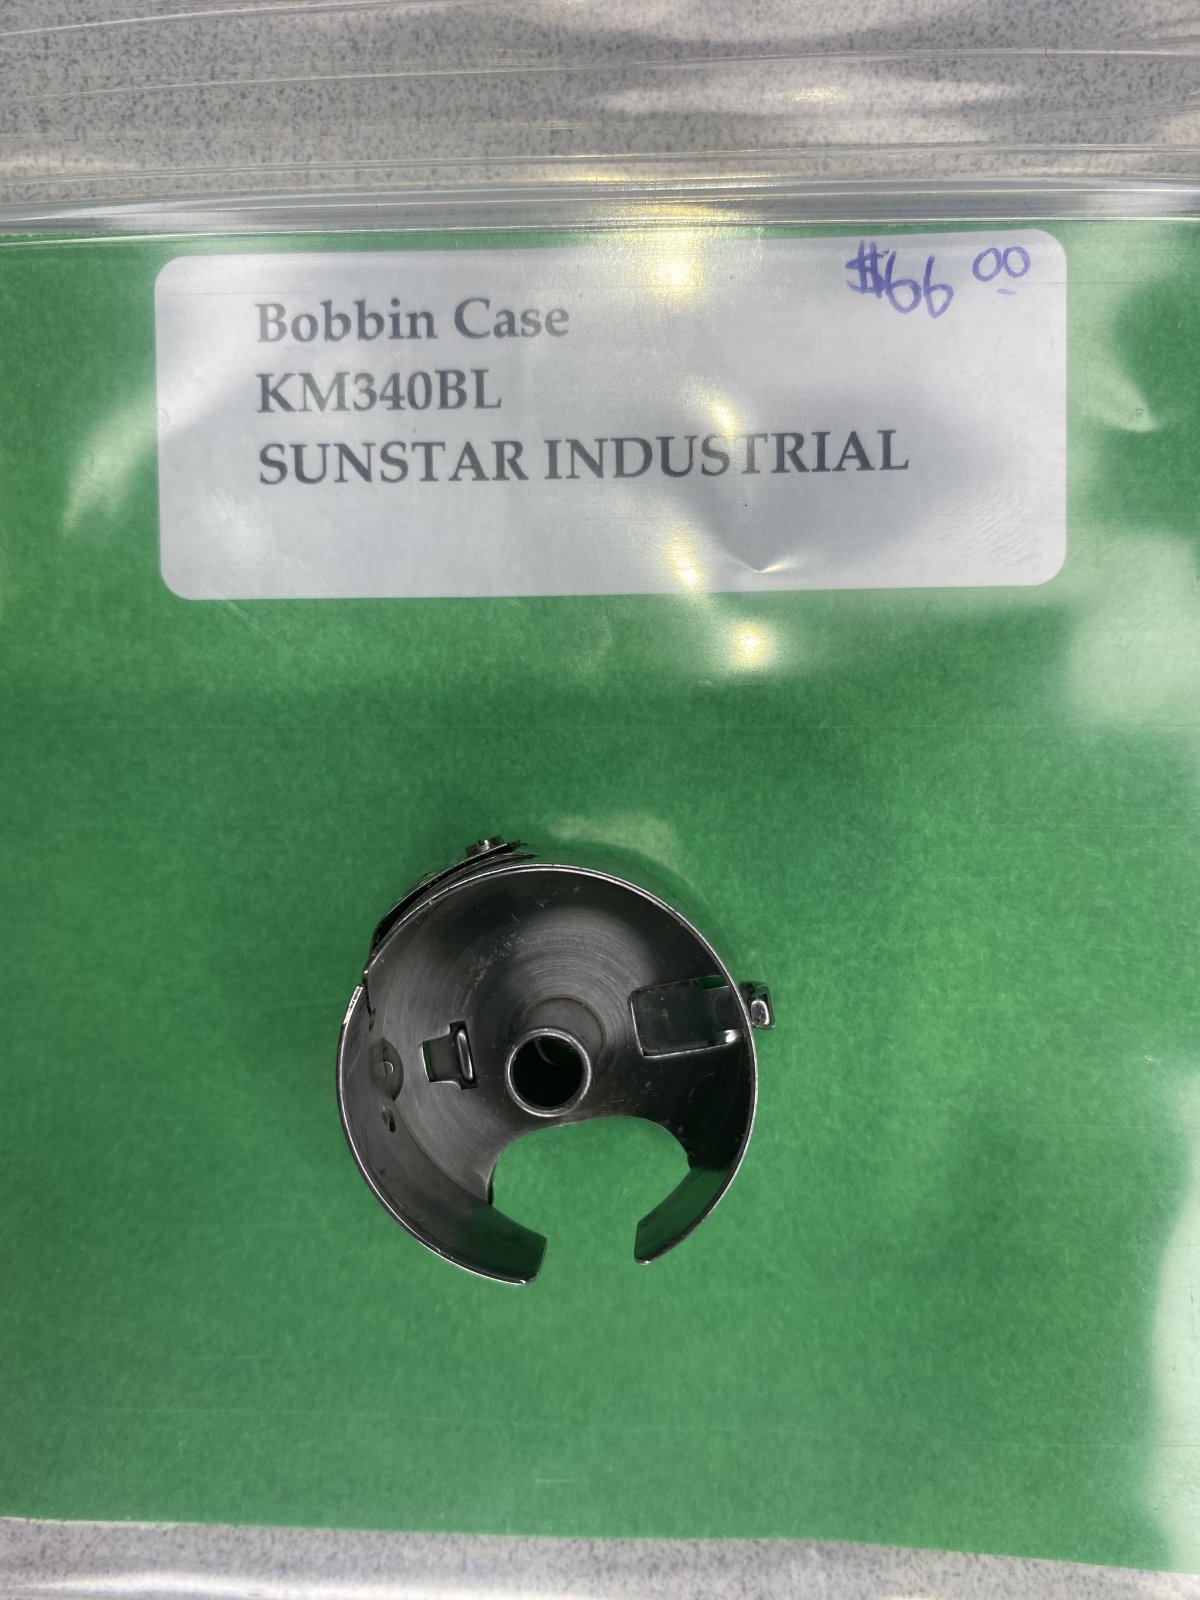 $66 00
Bobbin Case
KM340BL
SUNSTAR INDUSTRIAL